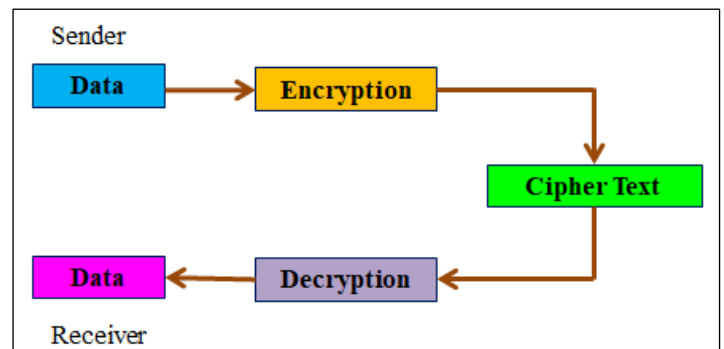 Sender
Data
Encryption
Cipher Text
Data
Decryption
Receiver